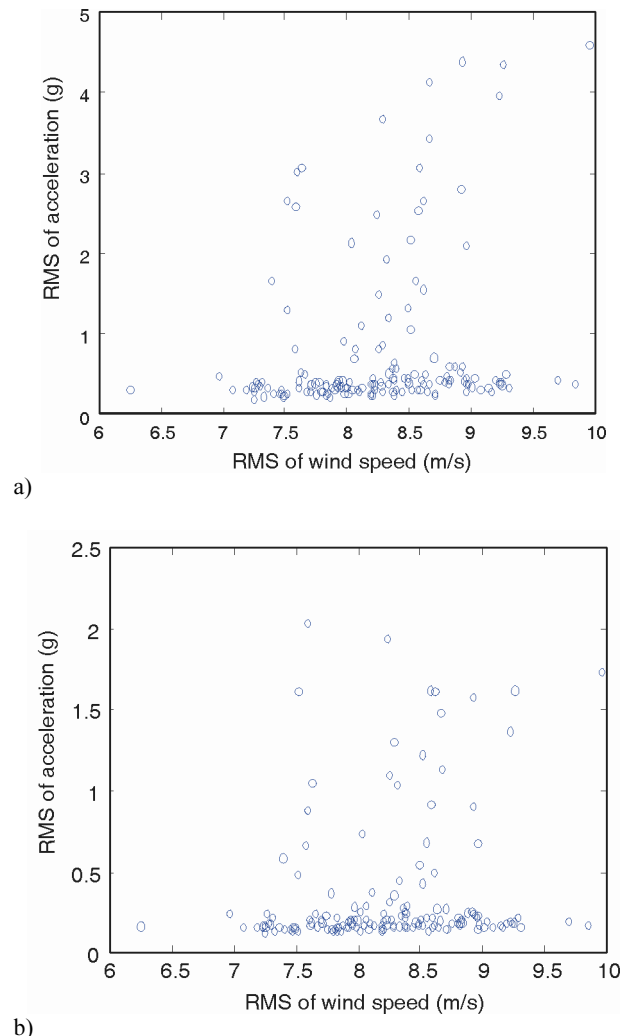 5
4
3
2
1
0
RMS of acceleration (g)
6 6.5 7 7.5 8 8.5 9 9.5 10
RMS of wind speed (m/s)
a)
2.5
2
1.5
1
0.5
0
RMS of acceleration (g)
6 6.5 7 7.5 8 8.5 9 9.5 10
RMS of wind speed (m/s)
b)